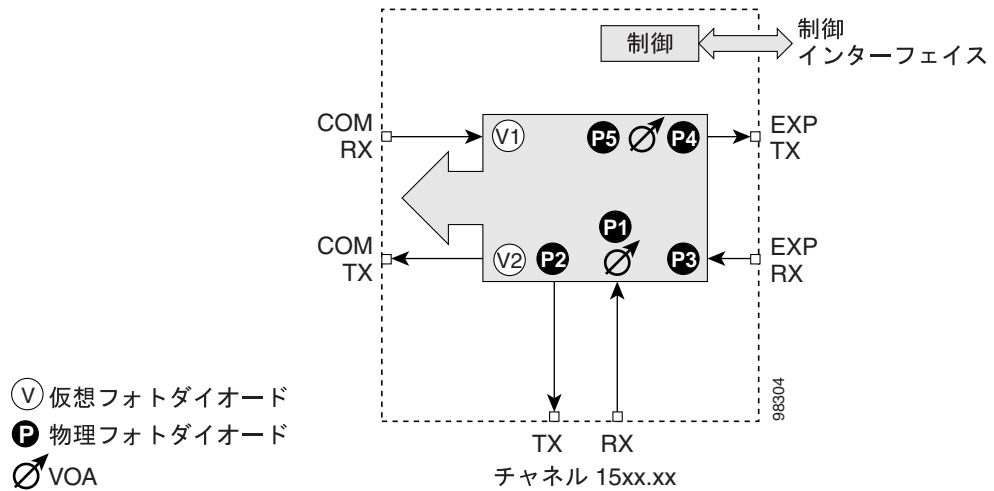 制御
制御
インターフェイス
COM
RX
V1
P5
P4
EXP
TX
P1
COM
TX
V2
P2
P3
EXP
RX
V 仮想フォトダイオード
P 物理フォトダイオード
VOA
TX
RX
チャネル 15xx.xx
98304